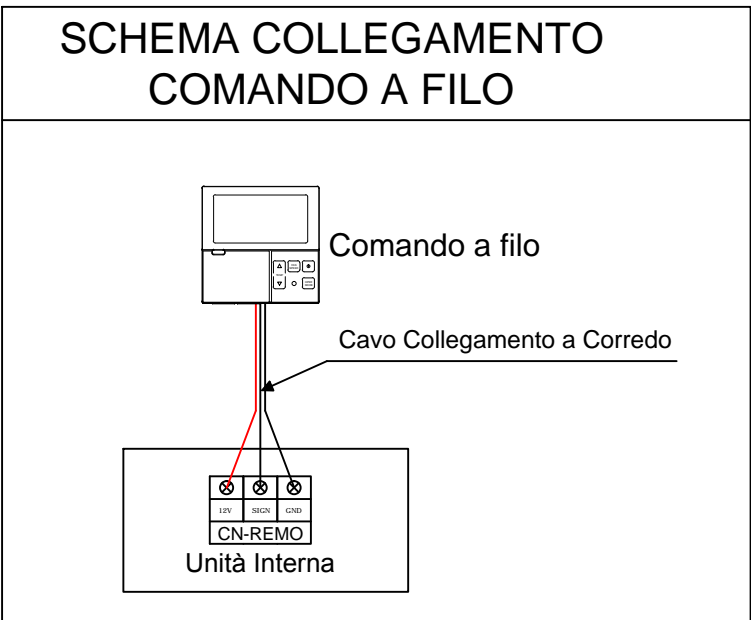 SCHEMA COLLEGAMENTO
COMANDO A FILO
Comando a filo
Cavo Collegamento a Corredo
12V SIGN GND
CN-REMO
Unità Interna